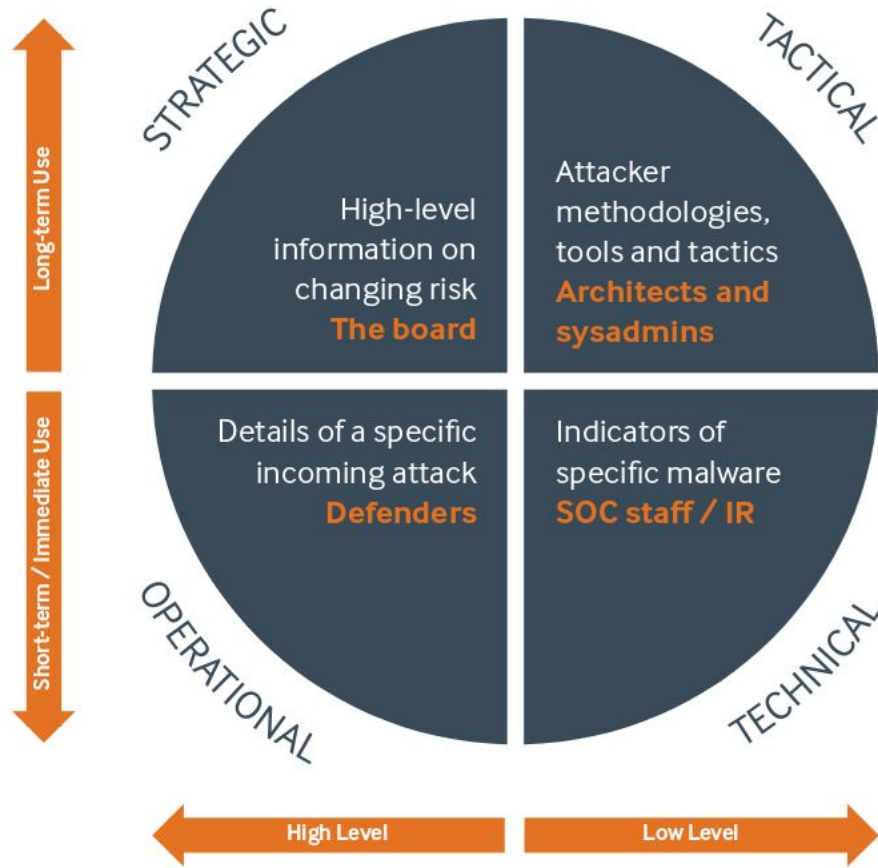 STRATEGIC
TACTICAL
Long-term Use
High-level
information on
changing risk
The board
Attacker
methodologies,
tools and tactics
Architects and
sysadmins
Short-term / Immediate Use
Details of a specific
incoming attack
Defenders
Indicators of
specific malware
SOC staff / IR
OPERATIONAL
TECHNICAL
High Level
Low Level